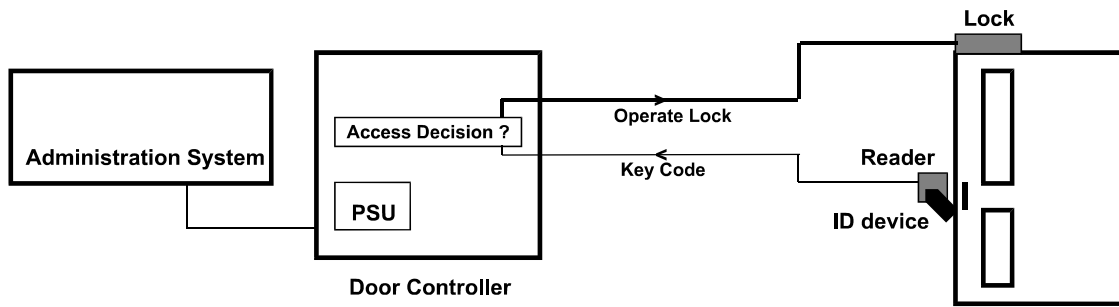 Lock
Operate Lock
Access Decision ?
Administration System
Key Code
Reader
PSU
ID device
Door Controller